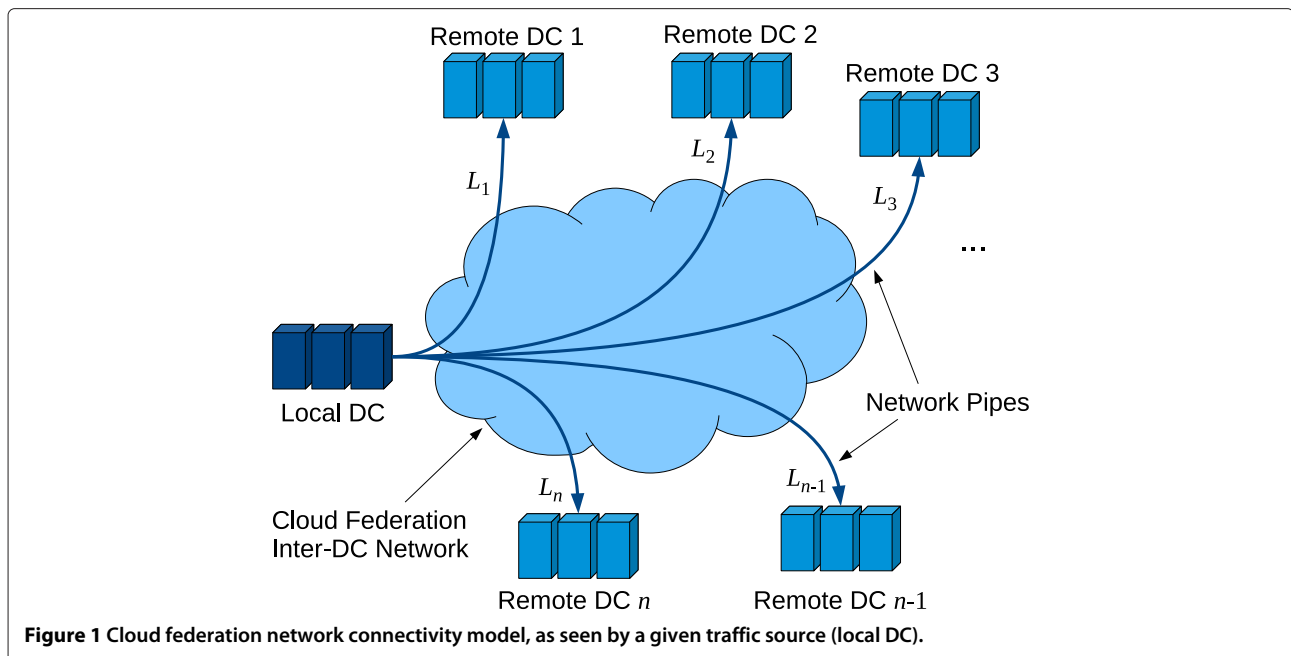 Remote DC 1
Remote DC 2
Remote DC 3
L1
L2
L3
...
Local DC
Network Pipes
Ln
Ln-1
Cloud Federation
Inter-DC Network
Remote DC n
Remote DC n-1
Figure 1 Cloud federation network connectivity model, as seen by a given traffic source (local DC).